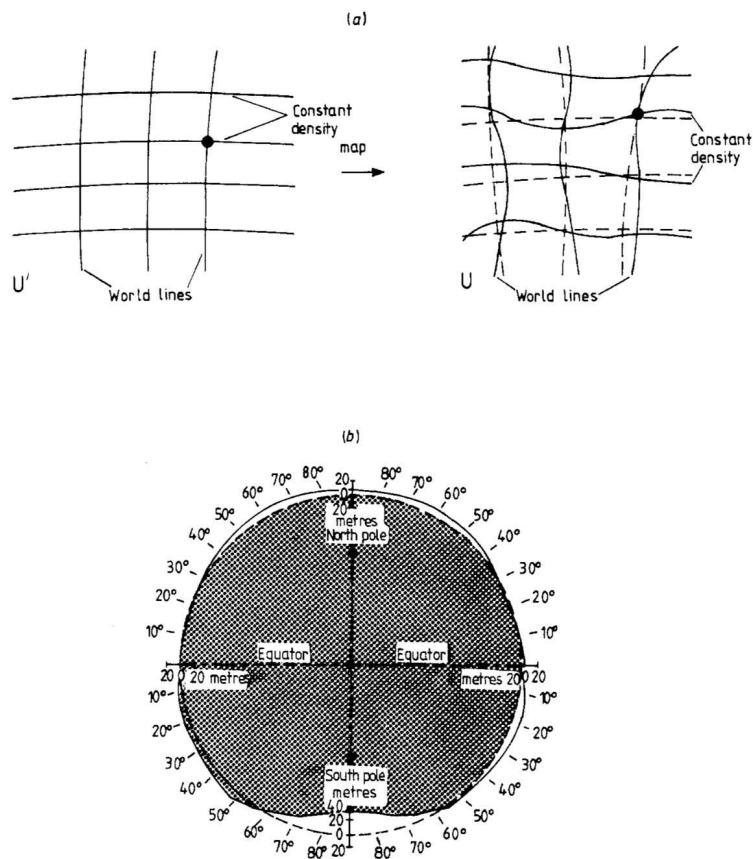 (a)
Constant
density
map
Constant
density
U'
World lines
U
World lines
(b)
80° 20 80°
70° 0 70°
60° 20 60°
50° metres 50°
40° North pole 40°
30° 30°
20° 20°
10° 10°
Equator Equator
20 0 20 metres metres 20 0 20
10° 10°
20° 20°
30° 30°
40° South pole 40°
metres
50° 40 50°
60° 20 60°
70° 0 70°
80° 20 80°